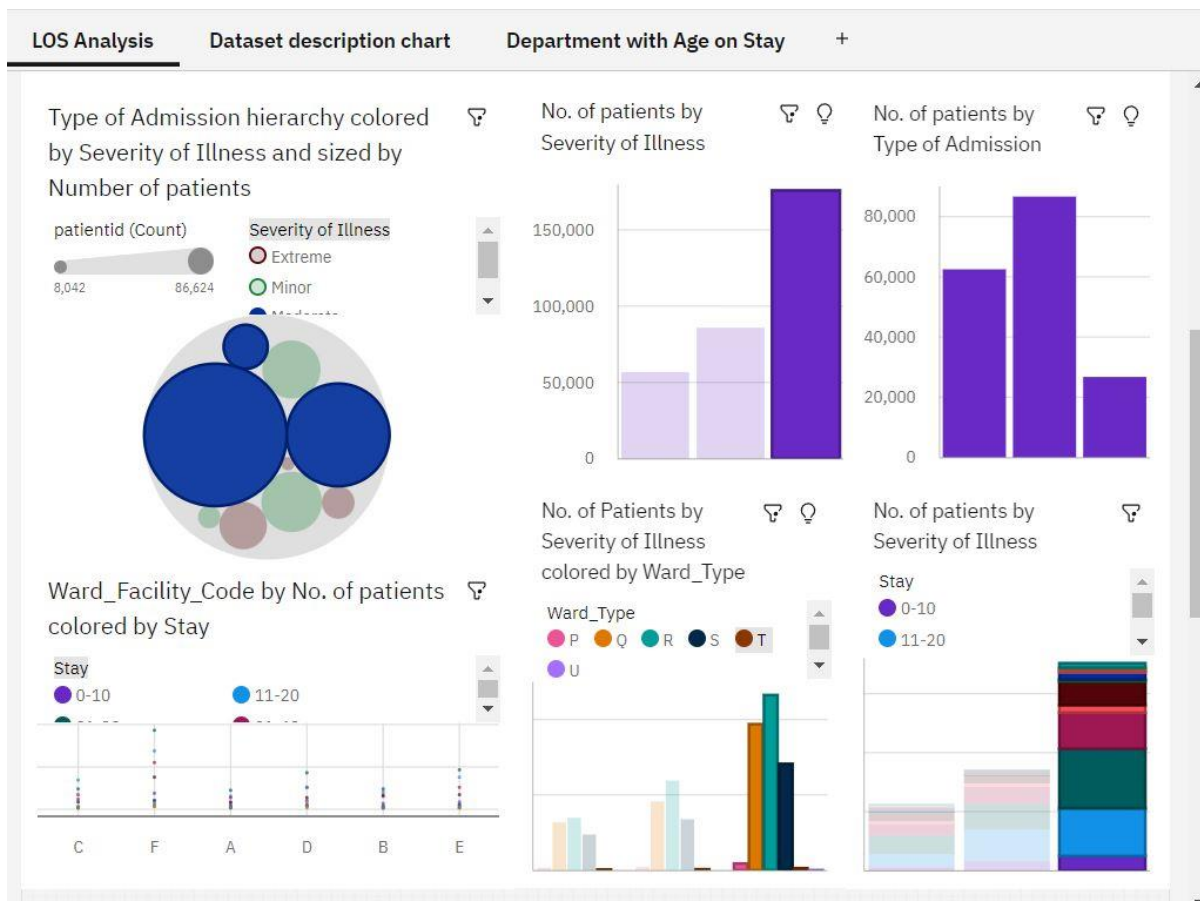 LOS Analysis
Dataset description chart
Department with Age on Stay
+
Type of Admission hierarchy colored
by Severity of Illness and sized by
Number of patients
patientid (Count)
8,042
86,624
Severity of Illness
Extreme
Minor
Moderate
No. of patients by
Severity of Illness
150,000
100,000
50,000
0
No. of patients by
Type of Admission
80,000
60,000
40,000
20,000
0
Ward_Facility_Code by No. of patients
colored by Stay
Stay
0-10
11-20
C F A D B E
No. of Patients by
Severity of Illness
colored by Ward_Type
Ward_Type
P Q R S T
U
No. of patients by
Severity of Illness
Stay
0-10
11-20